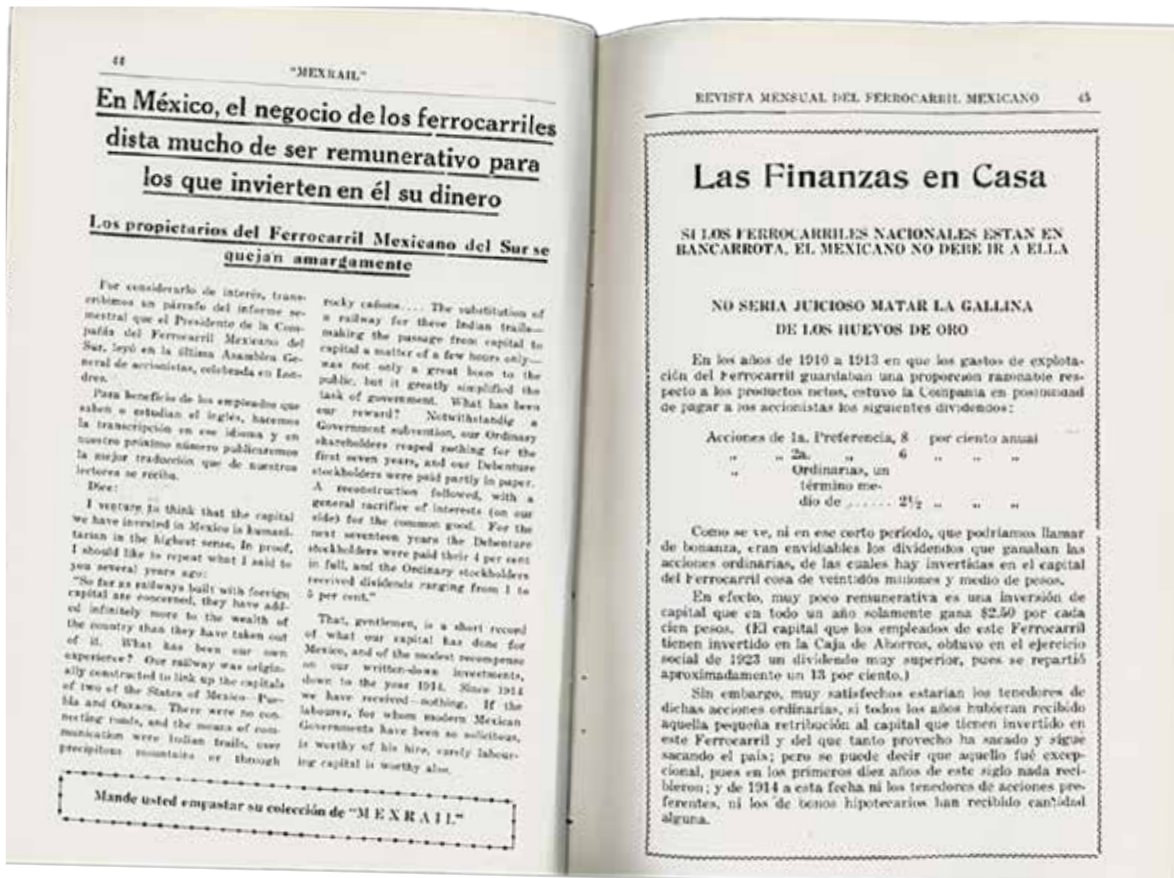 44
"MEXRAIL"
En México, el negocio de los ferrocarriles
dista mucho de ser remunerativo para
los que invierten en él su dinero
Los propietarios del Ferrocarril Mexicano del Sur se
quejan amargamente
Por considerarlo de interés, trans-
cribimos un párrafo del informe se-
mestral que el Presidente de la Com-
pañía del Ferrocarril Mexicano del
Sur, leyó en la última Asamblea Ge-
neral de accionistas, celebrada en Lon-
dres.
Para beneficio de los empleados que
saben o estudian el inglés, hacemos
la transcripción en ese idioma y en
nuestro próximo número publicaremos
la mejor traducción que de nuestros
lectores se reciba.
Dice:
I venture to think that the capital
we have invested in Mexico is humani-
tarian in the highest sense. In proof,
I should like to repeat what I said to
you several years ago:
"So far as railways built with foreign
capital are concerned, they have add-
ed infinitely more to the wealth of
the country than they have taken out
of it. What has been our own
experience? Our railway was origin-
ally constructed to link up the capitals
of two of the States of Mexico—Pue-
bla and Oaxaca. There were no con-
necting roads, and the means of com-
munication were Indian trails, over
precipitous mountains or through
rocky cañons.... The substitution of
a railway for these Indian trails—
making the passage from capital to
capital a matter of a few hours only—
was not only a great boon to the
public, but it greatly simplified the
task of government. What has been
our reward? Notwithstandig a
Government subvention, our Ordinary
shareholders reaped nothing for the
first seven years, and our Debenture
stockholders were paid partly in paper.
A reconstruction followed, with a
general sacrifice of interests (on our
side) for the common good. For the
next seventeen years the Debenture
stockholders were paid their 4 per cent
in full, and the Ordinary stockholders
received dividends ranging from 1 to
5 per cent."
That, gentlemen, is a short record
of what our capital has done for
Mexico, and of the modest recompense
on our written-down investments,
down to the year 1914. Since 1914
we have received—nothing. If the
labourer, for whom modern Mexican
Governments have been so solicitous,
is worthy of his hire, surely labour-
ing capital is worthy also.
Mande usted empastar su colección de "MEXRAIL"
REVISTA MENSUAL DEL FERROCARRIL MEXICANO 45
Las Finanzas en Casa
SI LOS FERROCARRILES NACIONALES ESTAN EN
BANCARROTA, EL MEXICANO NO DEBE IR A ELLA
NO SERIA JUICIOSO MATAR LA GALLINA
DE LOS HUEVOS DE ORO
En los años de 1910 a 1913 en que los gastos de explota-
ción del Ferrocarril guardaban una proporción razonable res-
pecto a los productos netos, estuvo la Compañía en posibilidad
de pagar a los accionistas los siguientes dividendos:
Acciones de 1a. Preferencia, 8 por ciento anual
„ „ 2a. „ 6 „ „ „
„ Ordinarias, un
término me-
dio de ...... 2½ „ „ „
Como se ve, ni en ese corto período, que podríamos llamar
de bonanza, eran envidiables los dividendos que ganaban las
acciones ordinarias, de las cuales hay invertidas en el capital
del Ferrocarril cosa de veintidós millones y medio de pesos.
En efecto, muy poco remunerativa es una inversión de
capital que en todo un año solamente gana $2.50 por cada
cien pesos. (El capital que los empleados de este Ferrocarril
tienen invertido en la Caja de Ahorros, obtuvo en el ejercicio
social de 1923 un dividendo muy superior, pues se repartió
aproximadamente un 13 por ciento.)
Sin embargo, muy satisfechos estarían los tenedores de
dichas acciones ordinarias, si todos los años hubieran recibido
aquella pequeña retribución al capital que tienen invertido en
este Ferrocarril y del que tanto provecho ha sacado y sigue
sacando el país; pero se puede decir que aquello fué excep-
cional, pues en los primeros diez años de este siglo nada reci-
bieron; y de 1914 a esta fecha ni los tenedores de acciones pre-
ferentes, ni los de bonos hipotecarios han recibido cantidad
alguna.